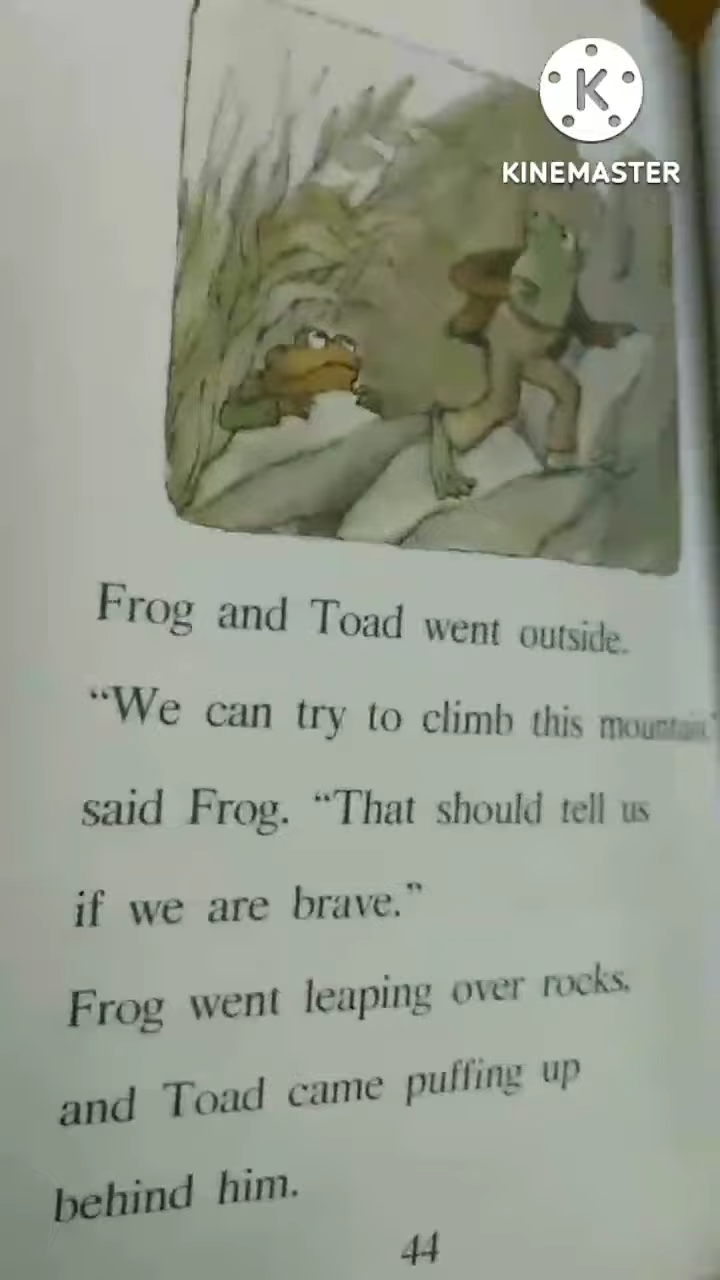 K
KINEMASTER
Frog and Toad went outside.
“We can try to climb this mountain,”
said Frog. “That should tell us
if we are brave.”
Frog went leaping over rocks,
and Toad came puffing up
behind him.
44